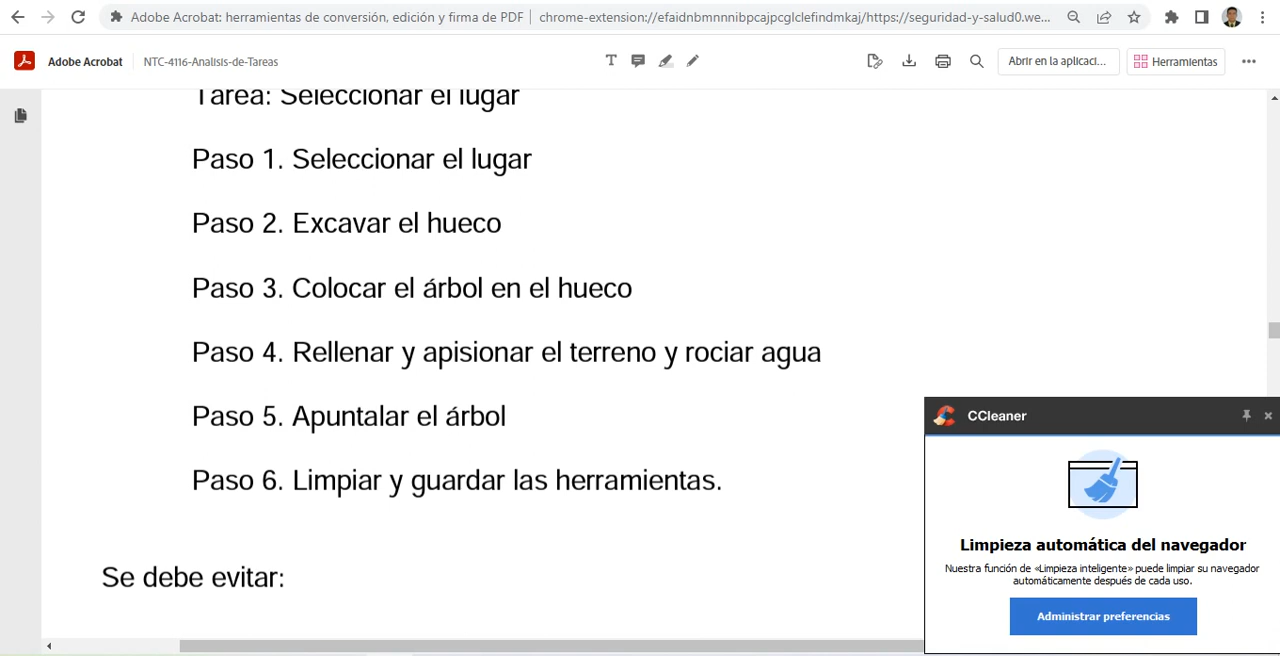 Adobe Acrobat: herramientas de conversión, edición y firma de PDF | chrome-extension://efaidnbmnnnibpcajpcglclefindmkaj/https://seguridad-y-salud0.we...
Adobe Acrobat NTC-4116-Analisis-de-Tareas
T
Abrir en la aplicaci...
Herramientas
Tarea: Seleccionar el lugar
Paso 1. Seleccionar el lugar
Paso 2. Excavar el hueco
Paso 3. Colocar el árbol en el hueco
Paso 4. Rellenar y apisionar el terreno y rociar agua
Paso 5. Apuntalar el árbol
Paso 6. Limpiar y guardar las herramientas.
Se debe evitar:
CCleaner
Limpieza automática del navegador
Nuestra función de «Limpieza inteligente» puede limpiar su navegador
automáticamente después de cada uso.
Administrar preferencias